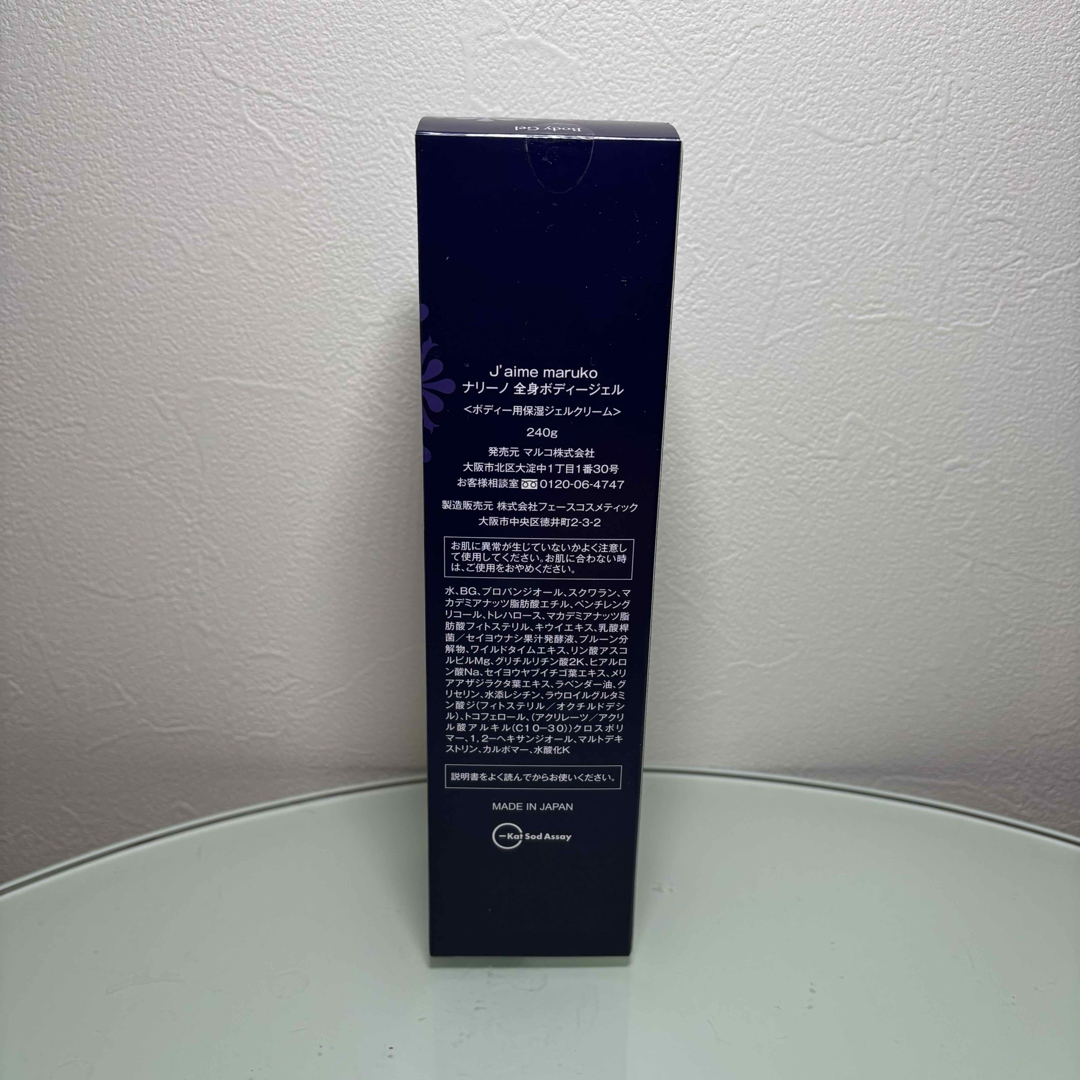 Body Gel
J'aime maruko
ナリーノ 全身ボディージェル
＜ボディー用保湿ジェルクリーム＞
240g
発売元 マルコ株式会社
大阪市北区大淀中1丁目1番30号
お客様相談室 0120-06-4747
製造販売元 株式会社フェースコスメティック
大阪市中央区徳井町2-3-2
お肌に異常が生じていないかよく注意し
て使用してください。お肌に合わない時
は、ご使用をおやめください。
水、BG、プロパンジオール、スクワラン、マ
カデミアナッツ脂肪酸エチル、ペンチレング
リコール、トレハロース、マカデミアナッツ脂
肪酸フィトステリル、キウイエキス、乳酸桿
菌／セイヨウナシ果汁発酵液、プルーン分
解物、ワイルドタイムエキス、リン酸アスコ
ルビルMg、グリチルリチン酸2K、ヒアルロ
ン酸Na、セイヨウヤブイチゴ葉エキス、メリ
アアザジラクタ葉エキス、ラベンダー油、グ
リセリン、水添レシチン、ラウロイルグルタミ
ン酸ジ(フィトステリル／オクチルドデシ
ル)、トコフェロール、(アクリレーツ／アクリ
ル酸アルキル(C10－30))クロスポリ
マー、1，2－ヘキサンジオール、マルトデキ
ストリン、カルボマー、水酸化K
説明書をよく読んでからお使いください。
MADE IN JAPAN
Kat Sod Assay